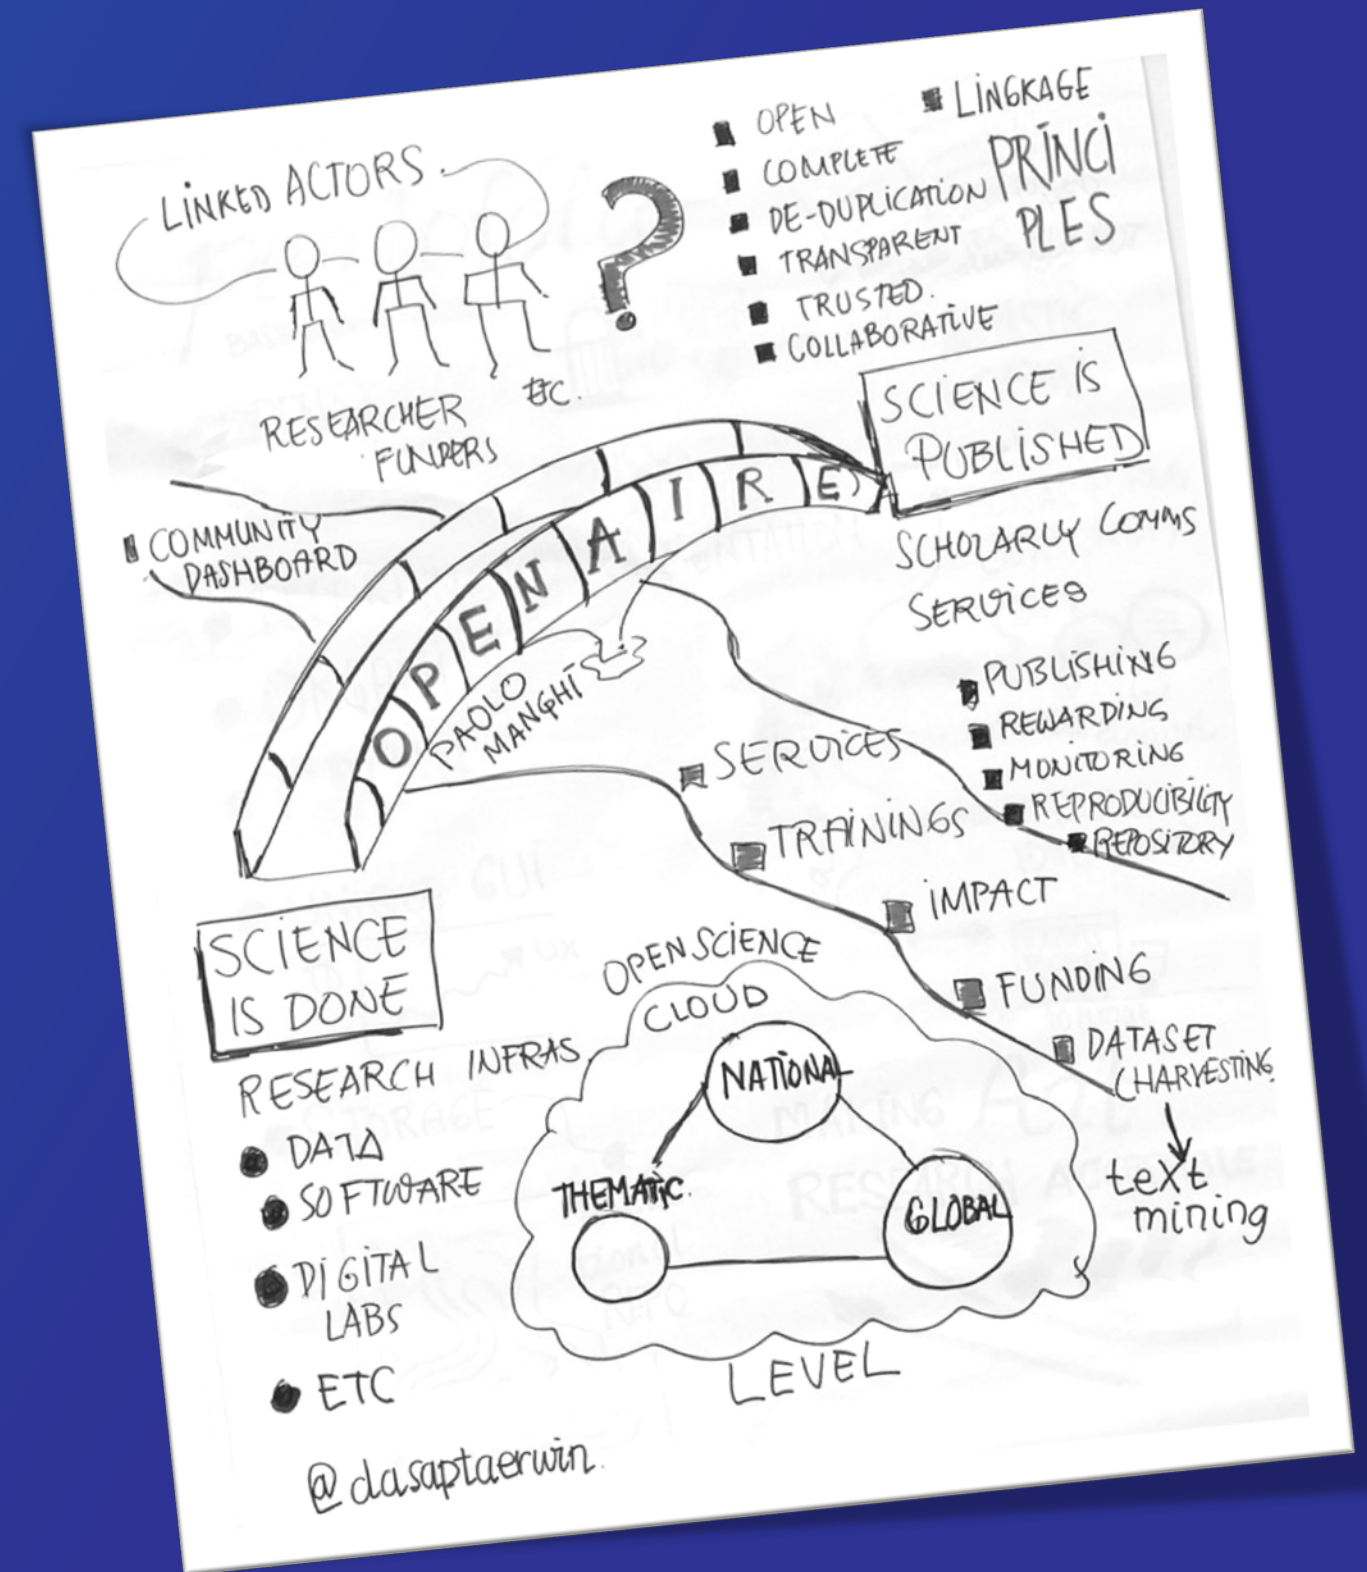 LINKED ACTORS
RESEARCHER
FUNDERS
ETC.
?
OPEN
COMPLETE
DE-DUPLICATION
TRANSPARENT
TRUSTED.
COLLABORATIVE
LINGKAGE
PRINCI
PLES
SCIENCE IS
PUBLISHED
SCHOLARLY COMMS
SERVICES
PUBLISHING
REWARDING
MONITORING
REPRODUCIBILITY
REPOSITORY
COMMUNITY
DASHBOARD
OPENAIRE
PAOLO
MANGHI
SERVICES
TRAININGS
IMPACT
FUNDING
DATASET
CHARVESTING.
text
mining
SCIENCE
IS DONE
RESEARCH INFRAS
DATA
SOFTWARE
DIGITAL
LABS
ETC
OPEN SCIENCE
CLOUD
NATIONAL
THEMATIC.
GLOBAL
LEVEL
@dasaptaerwin.